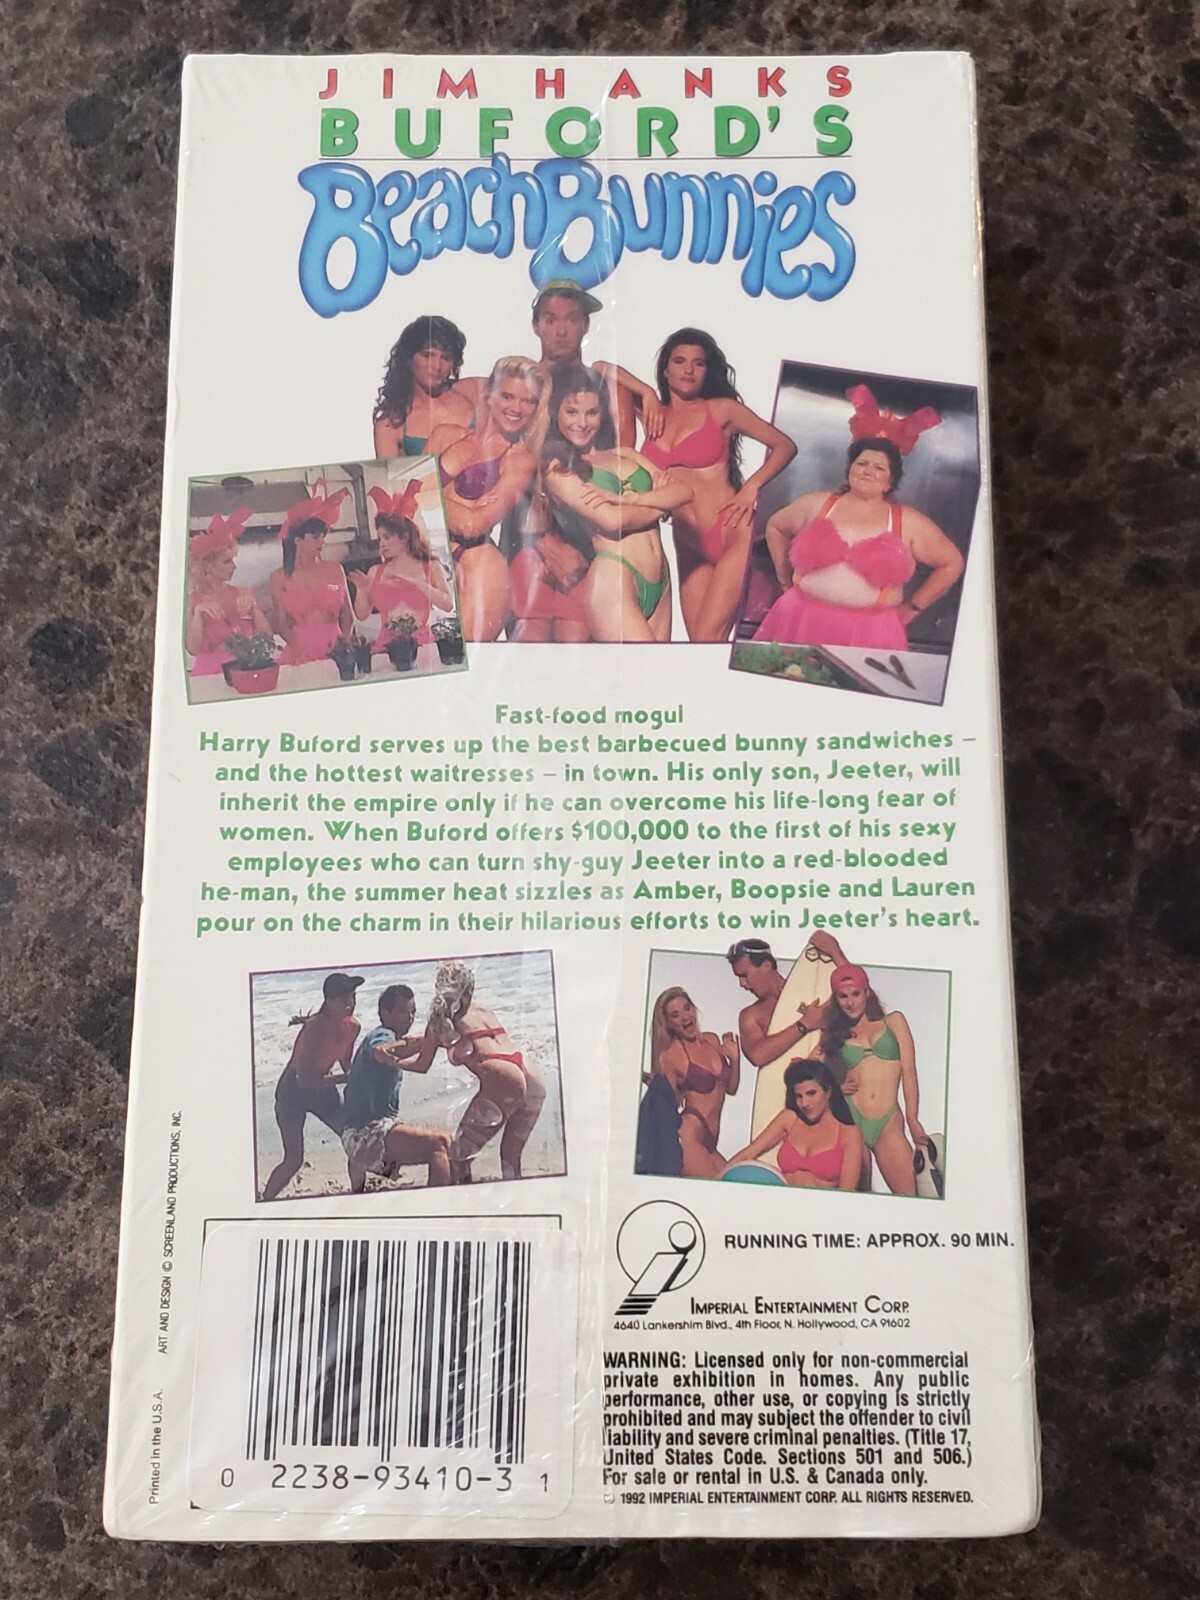 JIM HANKS
BUFORD'S
BeachBunnies
Fast-food mogul
Harry Buford serves up the best barbecued bunny sandwiches –
and the hottest waitresses – in town. His only son, Jeeter, will
inherit the empire only if he can overcome his life-long fear of
women. When Buford offers $100,000 to the first of his sexy
employees who can turn shy-guy Jeeter into a red-blooded
he-man, the summer heat sizzles as Amber, Boopsie and Lauren
pour on the charm in their hilarious efforts to win Jeeter's heart.
Printed in the U.S.A.
ART AND DESIGN © SCREENLAND PRODUCTIONS, INC.
0 2238-93410-3 1
RUNNING TIME: APPROX. 90 MIN.
IMPERIAL ENTERTAINMENT CORP.
4640 Lankershim Blvd., 4th Floor, N. Hollywood, CA 91602
WARNING: Licensed only for non-commercial
private exhibition in homes. Any public
performance, other use, or copying is strictly
prohibited and may subject the offender to civil
liability and severe criminal penalties. (Title 17,
United States Code. Sections 501 and 506.)
For sale or rental in U.S. & Canada only.
© 1992 IMPERIAL ENTERTAINMENT CORP. ALL RIGHTS RESERVED.